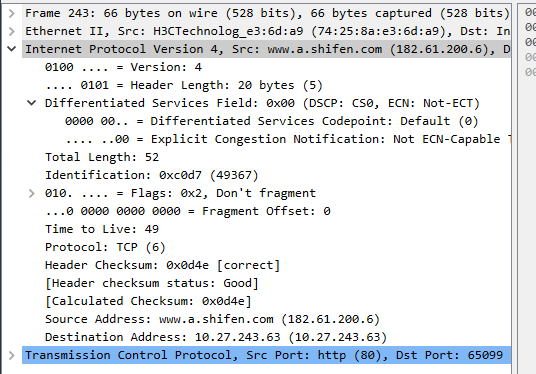 Frame 243: 66 bytes on wire (528 bits), 66 bytes captured (528 bits)
Ethernet II, Src: H3CTechnolog_e3:6d:a9 (74:25:8a:e3:6d:a9), Dst: In
Internet Protocol Version 4, Src: www.a.shifen.com (182.61.200.6), D
0100 .... = Version: 4
.... 0101 = Header Length: 20 bytes (5)
Differentiated Services Field: 0x00 (DSCP: CS0, ECN: Not-ECT)
0000 00.. = Differentiated Services Codepoint: Default (0)
.... ..00 = Explicit Congestion Notification: Not ECN-Capable T
Total Length: 52
Identification: 0xc0d7 (49367)
010. .... = Flags: 0x2, Don't fragment
...0 0000 0000 0000 = Fragment Offset: 0
Time to Live: 49
Protocol: TCP (6)
Header Checksum: 0x0d4e [correct]
[Header checksum status: Good]
[Calculated Checksum: 0x0d4e]
Source Address: www.a.shifen.com (182.61.200.6)
Destination Address: 10.27.243.63 (10.27.243.63)
Transmission Control Protocol, Src Port: http (80), Dst Port: 65099